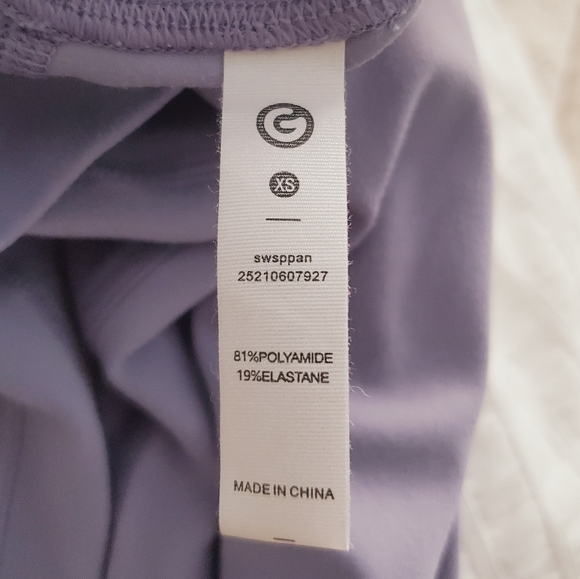 G
XS
swsppan
25210607927
81%POLYAMIDE
19%ELASTANE
MADE IN CHINA